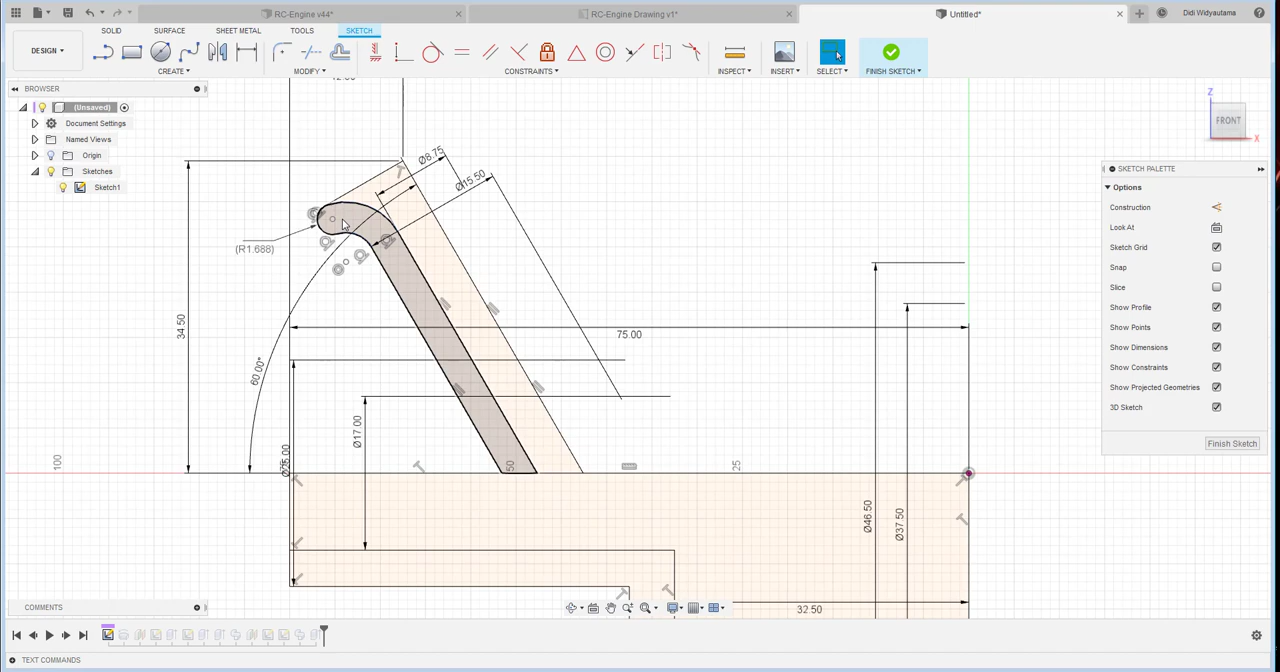 RC-Engine v44*
RC-Engine Drawing v1*
Untitled*
Didi Widyautama
SOLID SURFACE SHEET METAL TOOLS SKETCH
DESIGN
CREATE MODIFY CONSTRAINTS INSPECT INSERT SELECT FINISH SKETCH
BROWSER
(Unsaved)
Document Settings
Named Views
Origin
Sketches
Sketch1
Z
FRONT
X
SKETCH PALETTE
Options
Construction
Look At
Sketch Grid
Snap
Slice
Show Profile
Show Points
Show Dimensions
Show Constraints
Show Projected Geometries
3D Sketch
Finish Sketch
Ø8.75
Ø15.50
(R1.688)
34.50
75.00
60.00°
Ø17.00
100
50
25
Ø46.50
Ø37.50
32.50
COMMENTS
TEXT COMMANDS